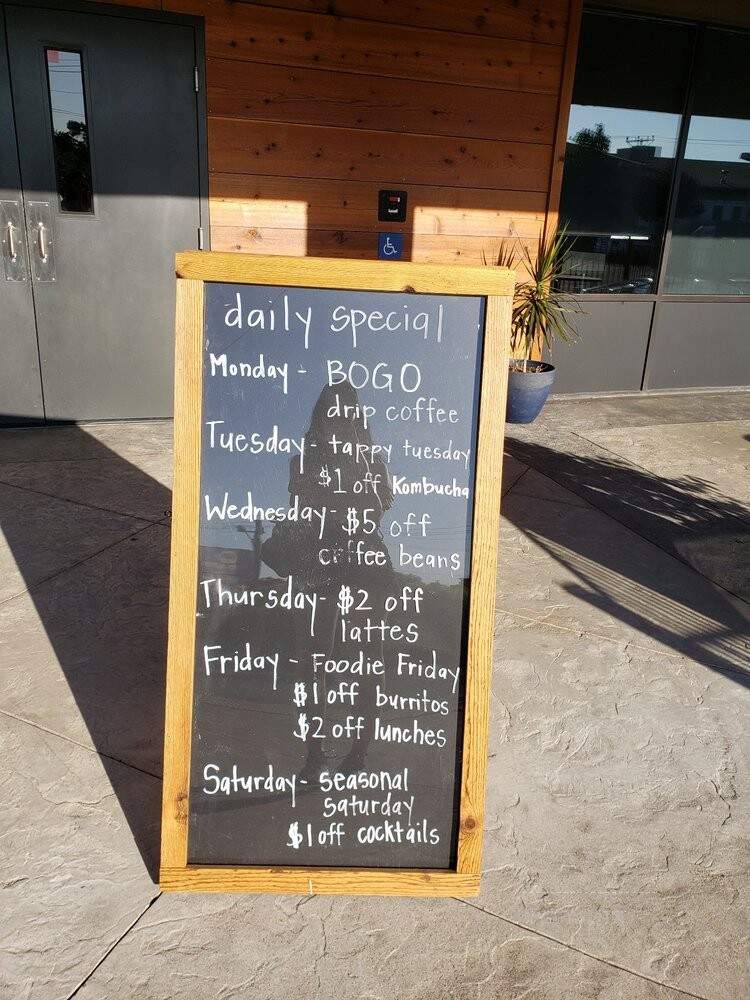 daily special
Monday - BOGO
drip coffee
Tuesday - tappy tuesday
$1 off Kombucha
Wednesday - $5 off
coffee beans
Thursday - $2 off
lattes
Friday - Foodie Friday
$1 off burritos
$2 off lunches
Saturday - seasonal
saturday
$1 off cocktails